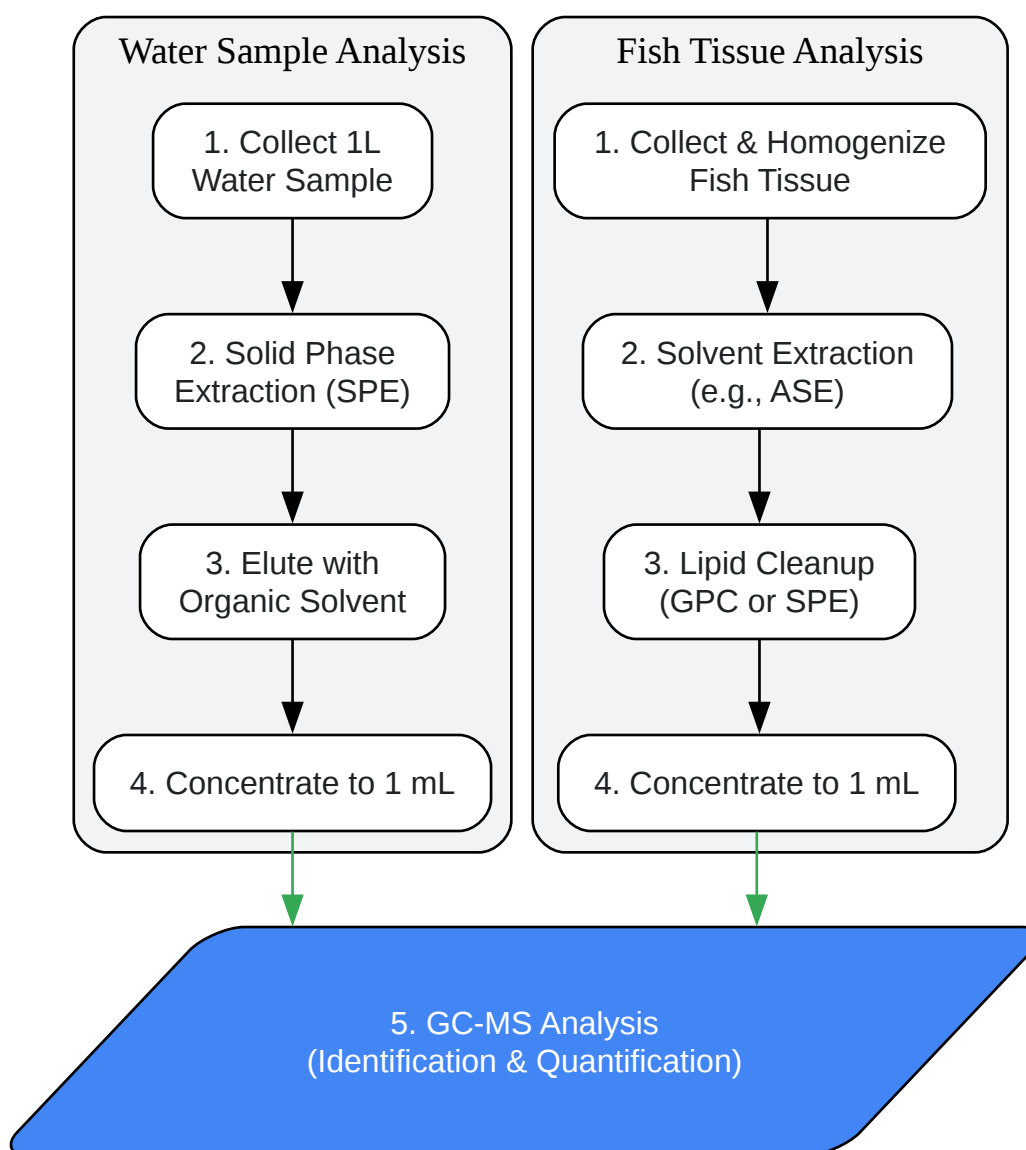 Water Sample Analysis
1. Collect 1L
Water Sample
2. Solid Phase
Extraction (SPE)
3. Elute with
Organic Solvent
4. Concentrate to 1 mL
Fish Tissue Analysis
1. Collect & Homogenize
Fish Tissue
2. Solvent Extraction
(e.g., ASE)
3. Lipid Cleanup
(GPC or SPE)
4. Concentrate to 1 mL
5. GC-MS Analysis
(Identification & Quantification)